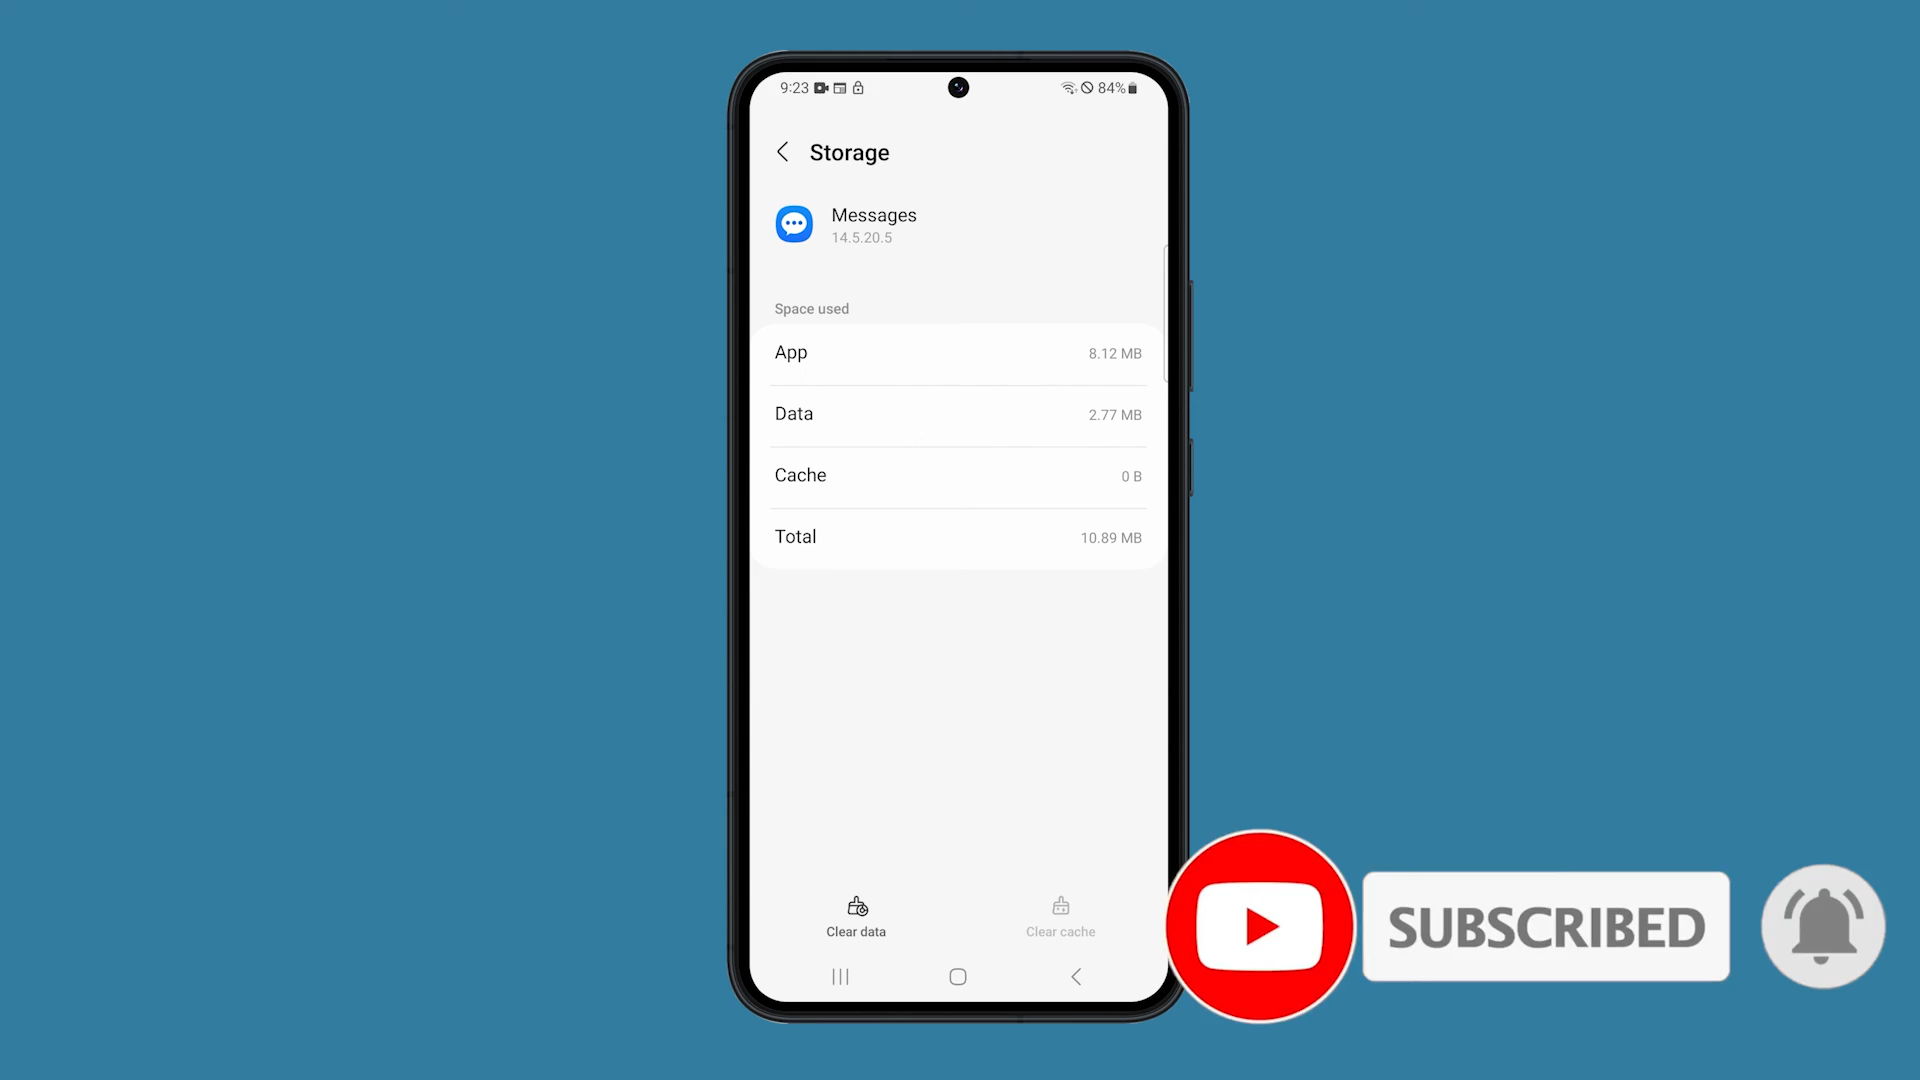 9:23 84%
Storage
Messages
14.5.20.5
Space used
App 8.12 MB
Data 2.77 MB
Cache 0 B
Total 10.89 MB
Clear data Clear cache
SUBSCRIBED